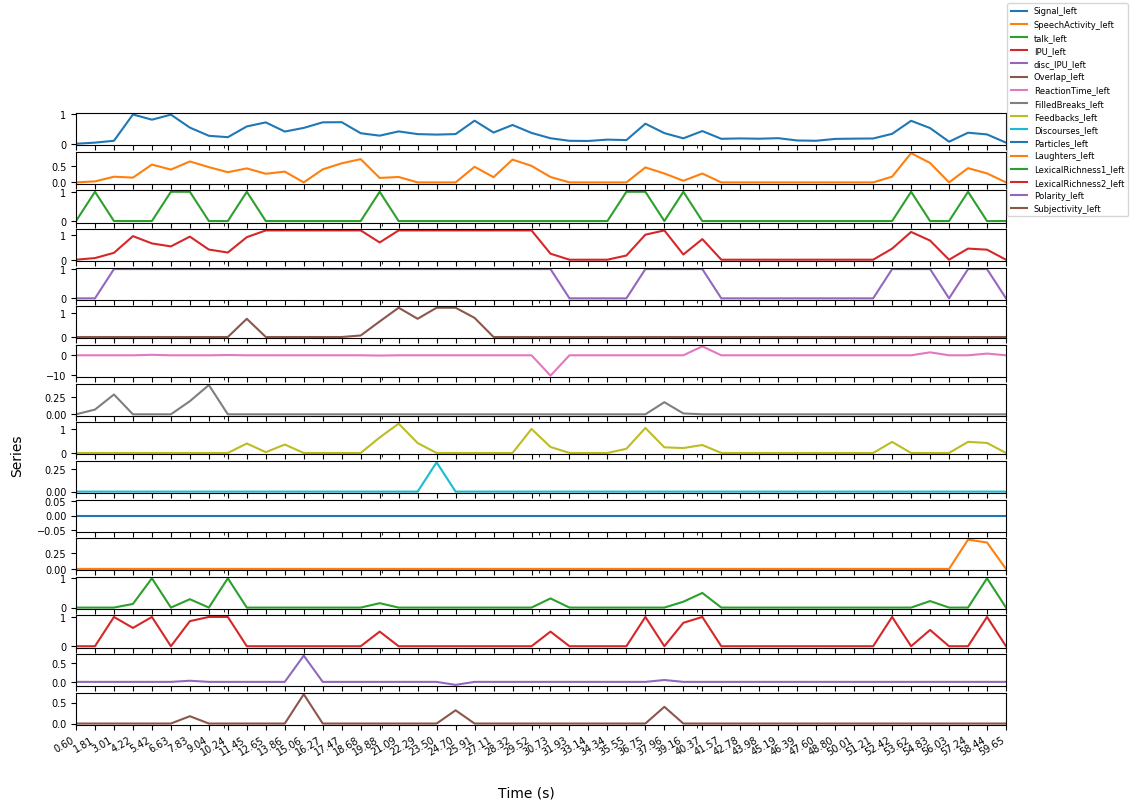 Signal_left
SpeechActivity_left
talk_left
IPU_left
disc_IPU_left
Overlap_left
ReactionTime_left
FilledBreaks_left
Feedbacks_left
Discourses_left
Particles_left
Laughters_left
LexicalRichness1_left
LexicalRichness2_left
Polarity_left
Subjectivity_left
1
0
0.5
0.0
1
0
1
0
1
0
1
0
0
−10
0.25
0.00
1
0
0.25
0.00
0.05
0.00
−0.05
0.25
0.00
1
0
1
0
0.5
0.0
0.5
0.0
Series
0.60 1.81 3.01 4.22 5.42 6.63 7.83 9.04 10.24 11.45 12.65 13.86 15.06 16.27 17.47 18.68 19.88 21.09 22.29 23.50 24.70 25.91 27.11 28.32 29.52 30.73 31.93 33.14 34.34 35.55 36.75 37.96 39.16 40.37 41.57 42.78 43.98 45.19 46.39 47.60 48.80 50.01 51.21 52.42 53.62 54.83 56.03 57.24 58.44 59.65
Time (s)